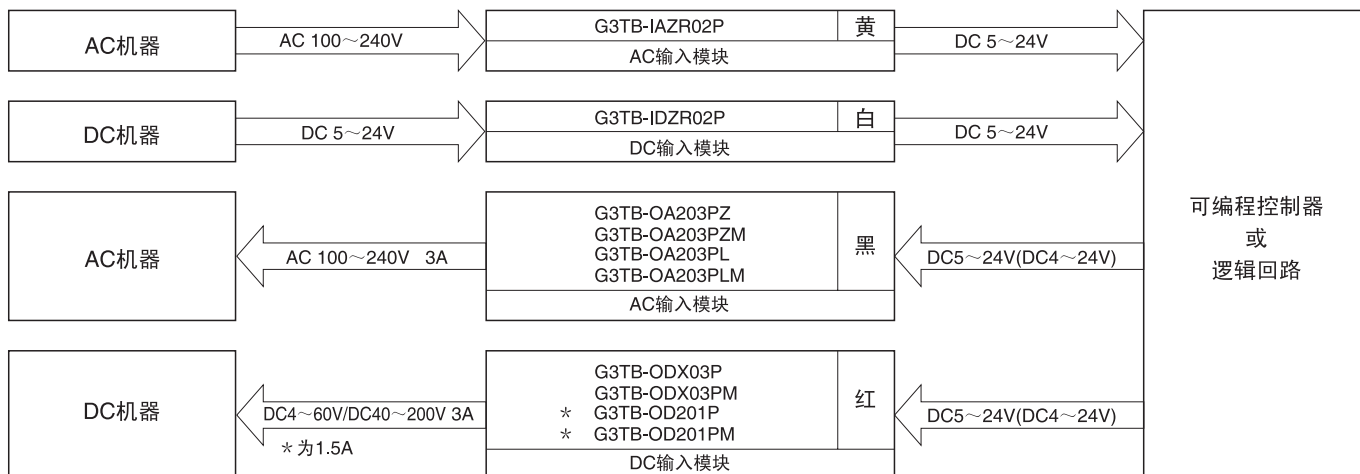 AC机器
AC 100～240V
G3TB-IAZR02P
黄
AC输入模块
DC 5～24V
DC机器
DC 5～24V
G3TB-IDZR02P
白
DC输入模块
DC 5～24V
AC机器
AC 100～240V 3A
G3TB-OA203PZ
G3TB-OA203PZM
G3TB-OA203PL
G3TB-OA203PLM
黑
AC输入模块
DC5～24V(DC4～24V)
DC机器
DC4～60V/DC40～200V 3A
＊为1.5A
G3TB-ODX03P
G3TB-ODX03PM
＊ G3TB-OD201P
＊ G3TB-OD201PM
红
DC输入模块
DC5～24V(DC4～24V)
可编程控制器
或
逻辑回路